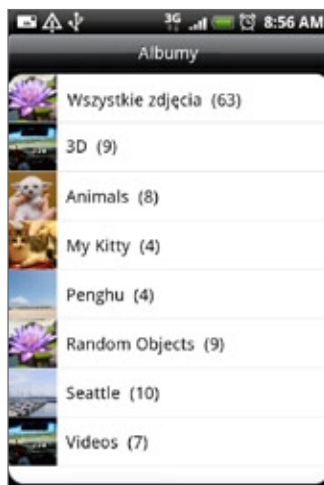 3G 8:56 AM
Albumy
Wszystkie zdjęcia (63)
3D (9)
Animals (8)
My Kitty (4)
Penghu (4)
Random Objects (9)
Seattle (10)
Videos (7)